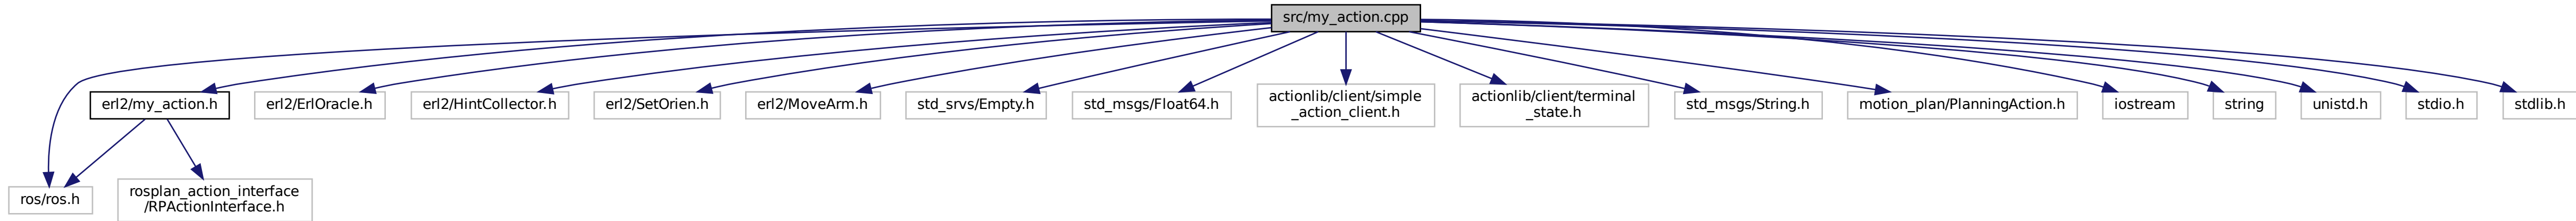 src/my_action.cpp
erl2/my_action.h
erl2/ErlOracle.h
erl2/HintCollector.h
erl2/SetOrien.h
erl2/MoveArm.h
std_srvs/Empty.h
std_msgs/Float64.h
actionlib/client/simple
_action_client.h
actionlib/client/terminal
_state.h
std_msgs/String.h
motion_plan/PlanningAction.h
iostream
string
unistd.h
stdio.h
stdlib.h
ros/ros.h
rosplan_action_interface
/RPActionInterface.h